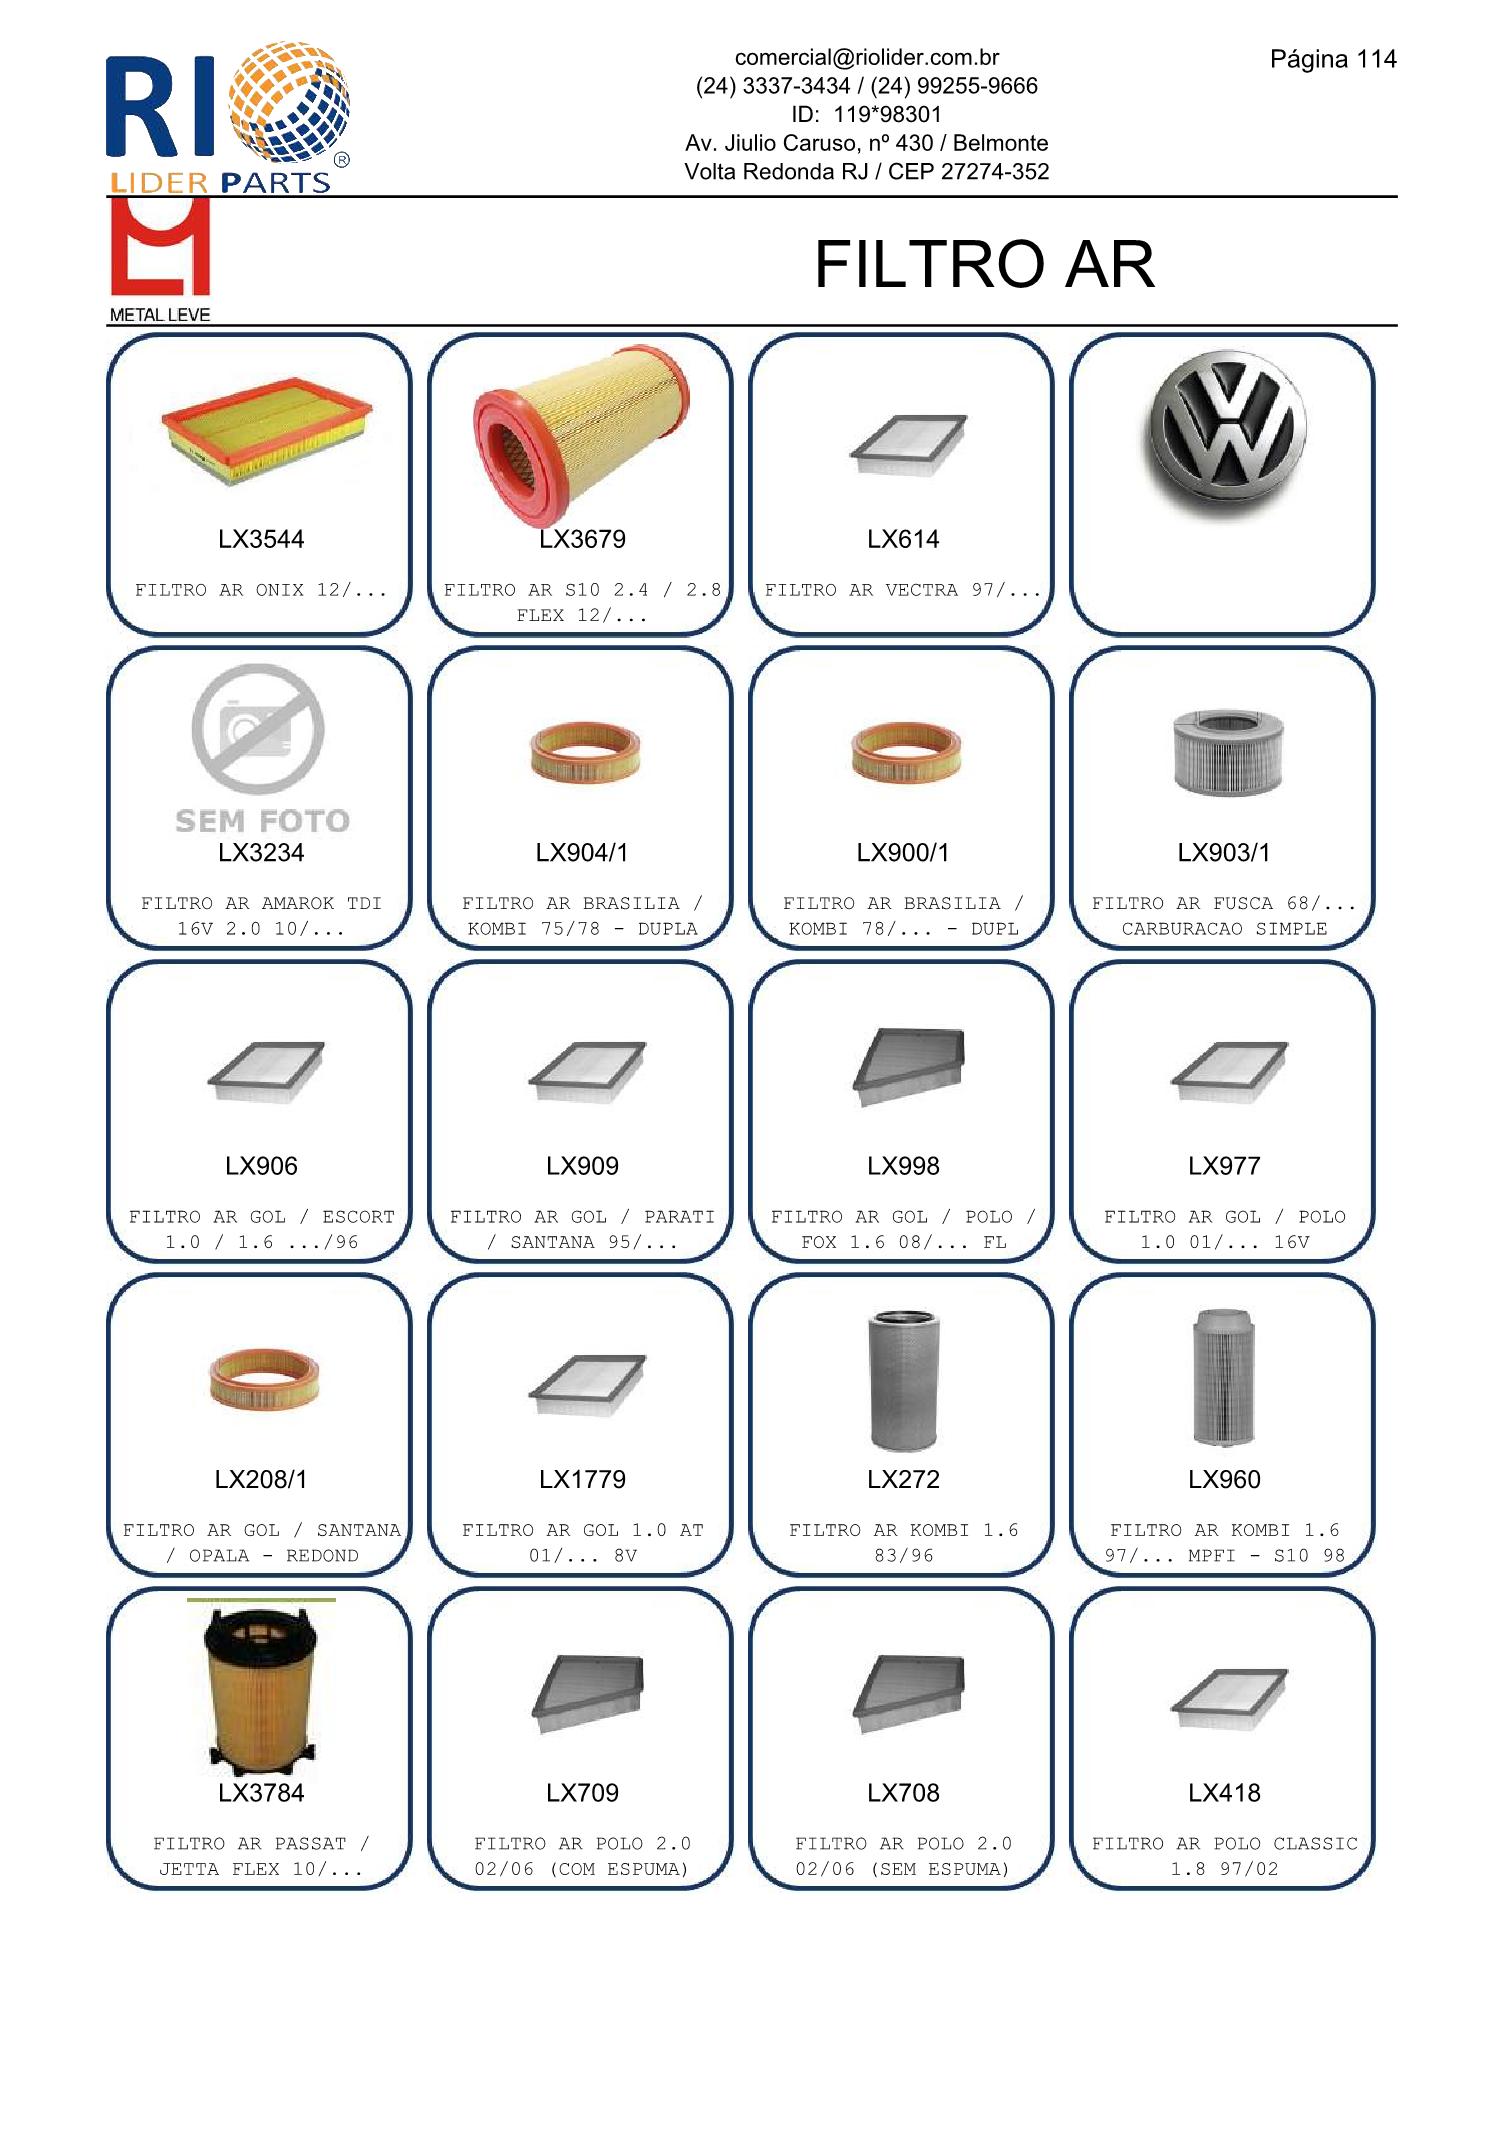 RIO
LIDER PARTS
®
comercial@riolider.com.br
(24) 3337-3434 / (24) 99255-9666
ID:  119*98301
Av. Jiulio Caruso, nº 430 / Belmonte
Volta Redonda RJ / CEP 27274-352
Página 114
METAL LEVE
FILTRO AR
LX3544
FILTRO AR ONIX 12/...
LX3679
FILTRO AR S10 2.4 / 2.8
FLEX 12/...
LX614
FILTRO AR VECTRA 97/...
SEM FOTO
LX3234
FILTRO AR AMAROK TDI
16V 2.0 10/...
LX904/1
FILTRO AR BRASILIA /
KOMBI 75/78 - DUPLA
LX900/1
FILTRO AR BRASILIA /
KOMBI 78/... - DUPL
LX903/1
FILTRO AR FUSCA 68/...
CARBURACAO SIMPLE
LX906
FILTRO AR GOL / ESCORT
1.0 / 1.6 .../96
LX909
FILTRO AR GOL / PARATI
/ SANTANA 95/...
LX998
FILTRO AR GOL / POLO /
FOX 1.6 08/... FL
LX977
FILTRO AR GOL / POLO
1.0 01/... 16V
LX208/1
FILTRO AR GOL / SANTANA
/ OPALA - REDOND
LX1779
FILTRO AR GOL 1.0 AT
01/... 8V
LX272
FILTRO AR KOMBI 1.6
83/96
LX960
FILTRO AR KOMBI 1.6
97/... MPFI - S10 98
LX3784
FILTRO AR PASSAT /
JETTA FLEX 10/...
LX709
FILTRO AR POLO 2.0
02/06 (COM ESPUMA)
LX708
FILTRO AR POLO 2.0
02/06 (SEM ESPUMA)
LX418
FILTRO AR POLO CLASSIC
1.8 97/02